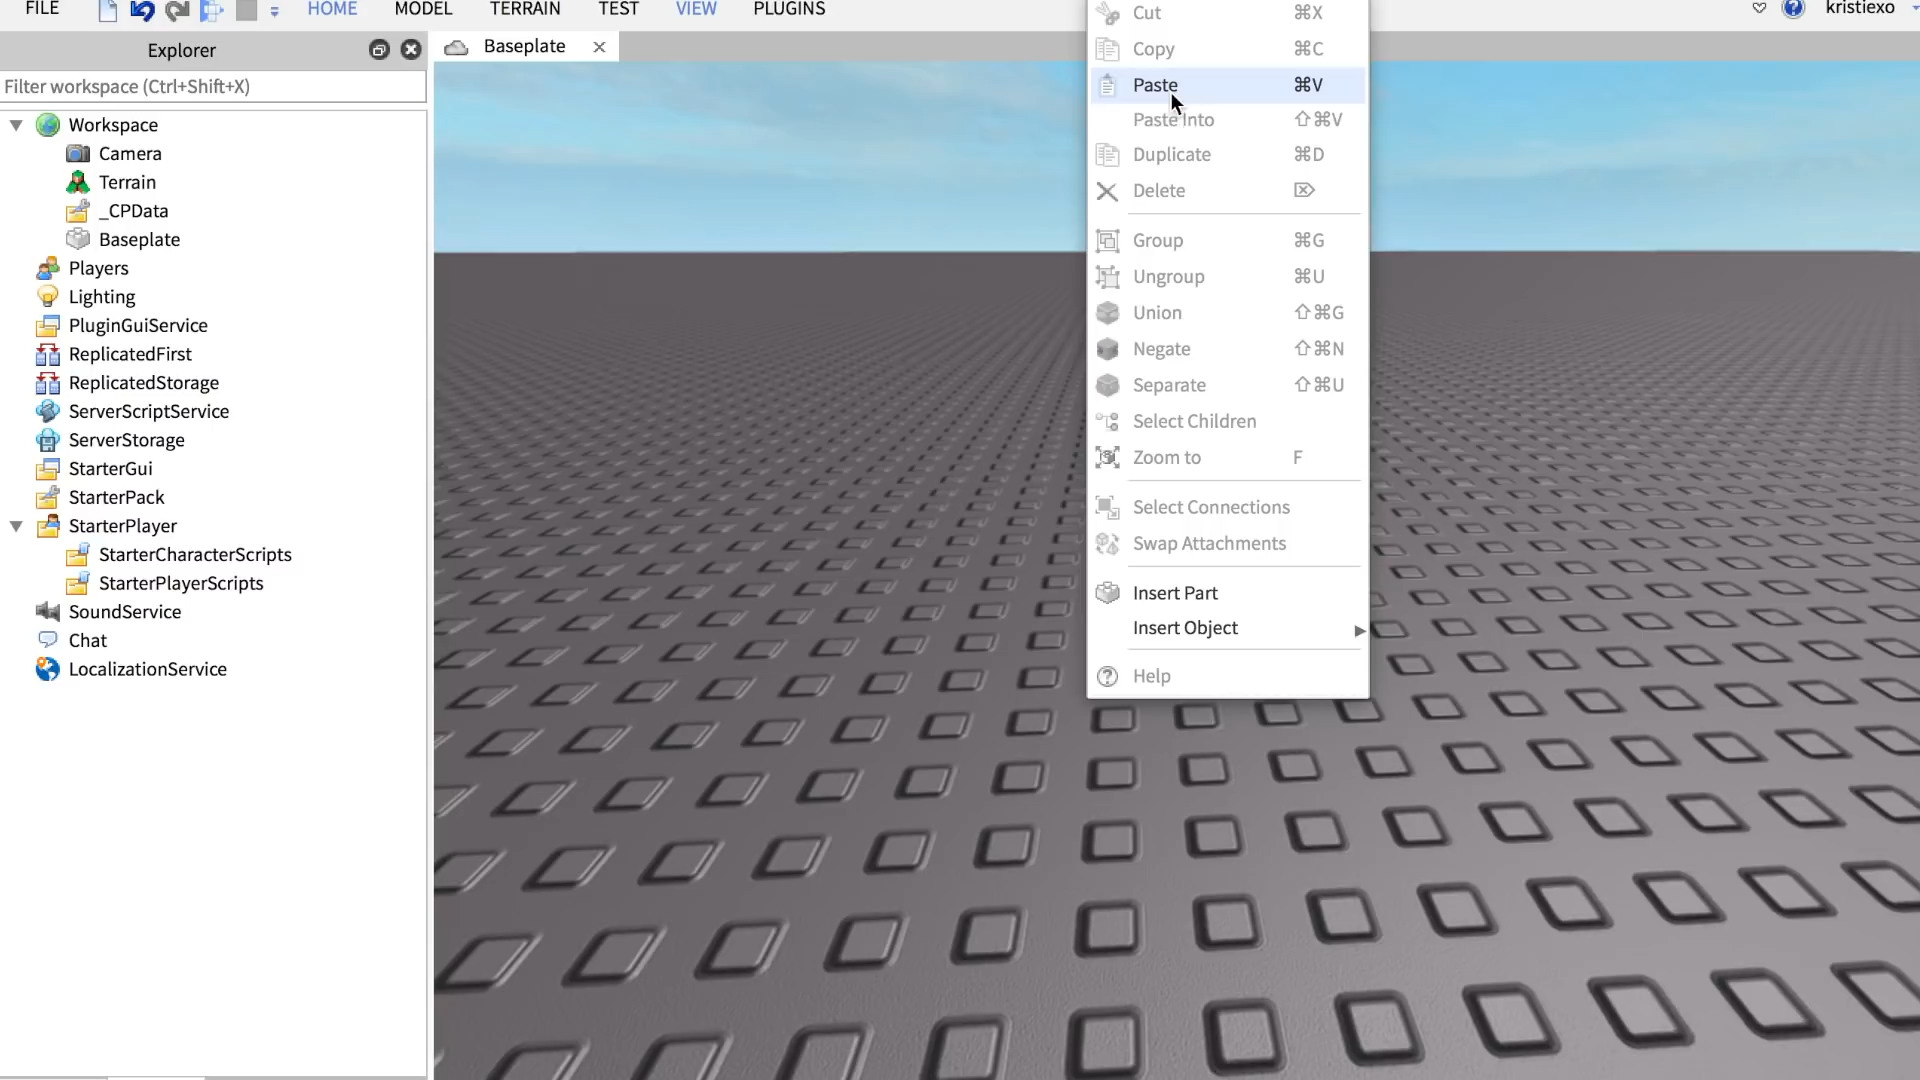 FILE
HOME
MODEL
TERRAIN
TEST
VIEW
PLUGINS
kristiexo
Explorer
Baseplate
Filter workspace (Ctrl+Shift+X)
Workspace
Camera
Terrain
_CPData
Baseplate
Players
Lighting
PluginGuiService
ReplicatedFirst
ReplicatedStorage
ServerScriptService
ServerStorage
StarterGui
StarterPack
StarterPlayer
StarterCharacterScripts
StarterPlayerScripts
SoundService
Chat
LocalizationService
Cut ⌘X
Copy ⌘C
Paste ⌘V
Paste Into ⇧⌘V
Duplicate ⌘D
Delete ⌦
Group ⌘G
Ungroup ⌘U
Union ⇧⌘G
Negate ⇧⌘N
Separate ⇧⌘U
Select Children
Zoom to F
Select Connections
Swap Attachments
Insert Part
Insert Object
Help